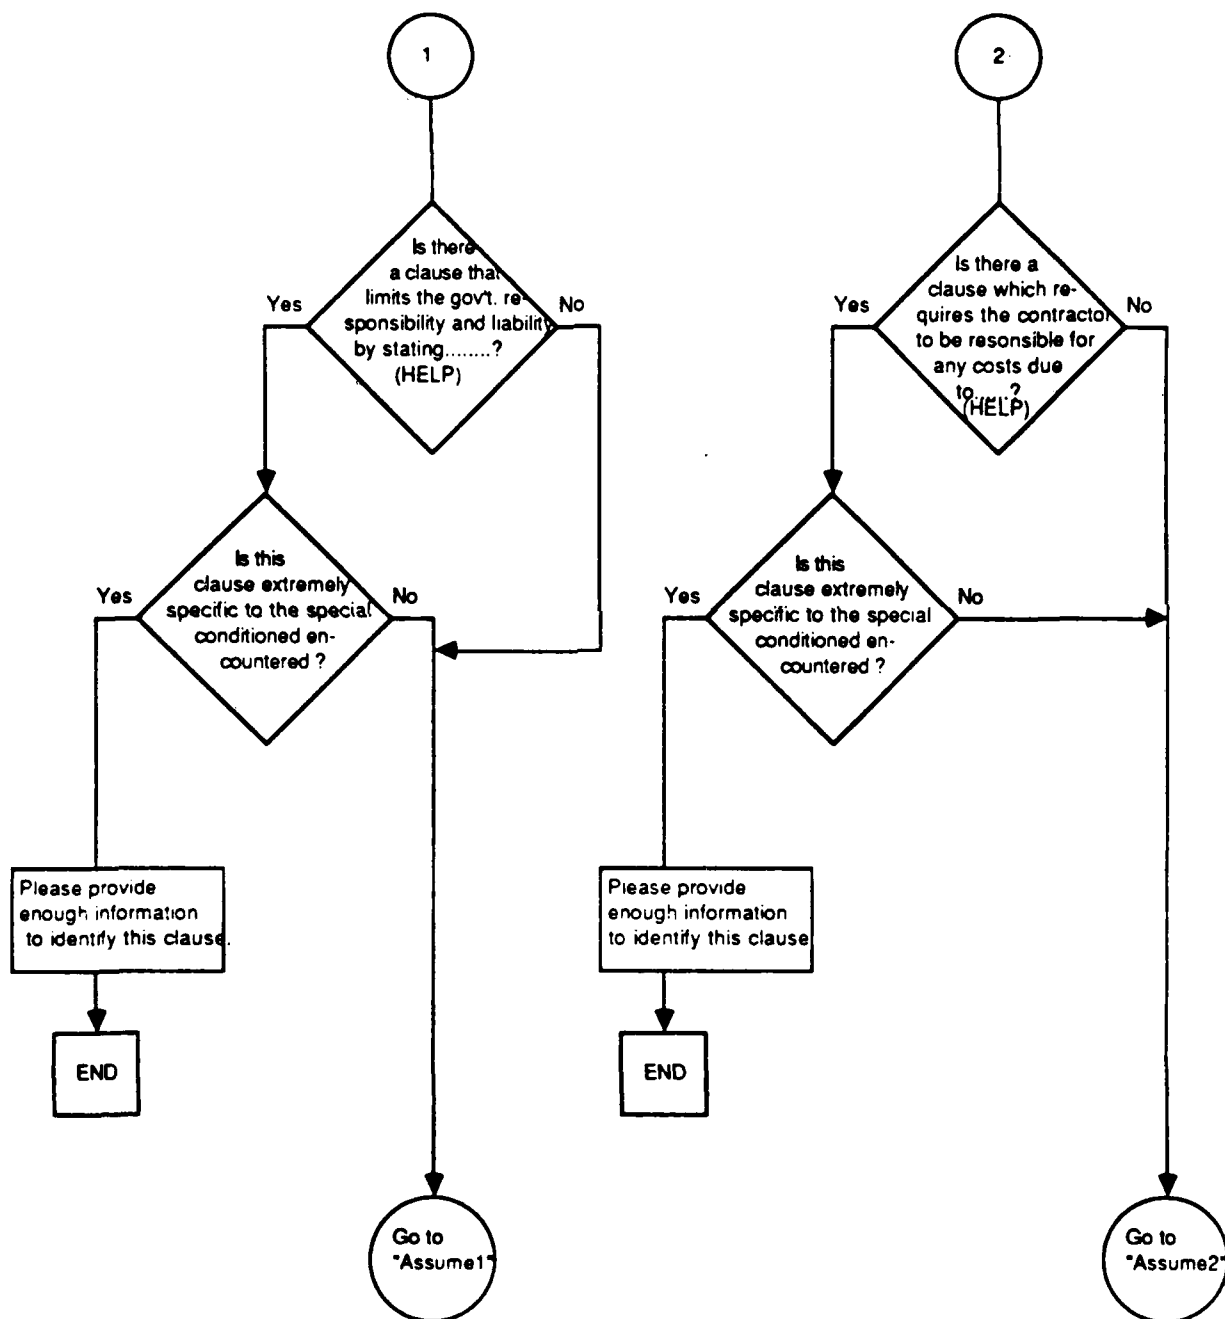 1
Is there
a clause that
limits the gov't. re-
sponsibility and liability
by stating........?
(HELP)
Yes
No
Is this
clause extremely
specific to the special
conditioned en-
countered ?
Yes
No
Please provide
enough information
to identify this clause.
END
Go to
"Assume1"
2
Is there a
clause which re-
quires the contractor
to be resonsible for
any costs due
to......?
(HELP)
Yes
No
Is this
clause extremely
specific to the special
conditioned en-
countered ?
Yes
No
Please provide
enough information
to identify this clause
END
Go to
"Assume2"